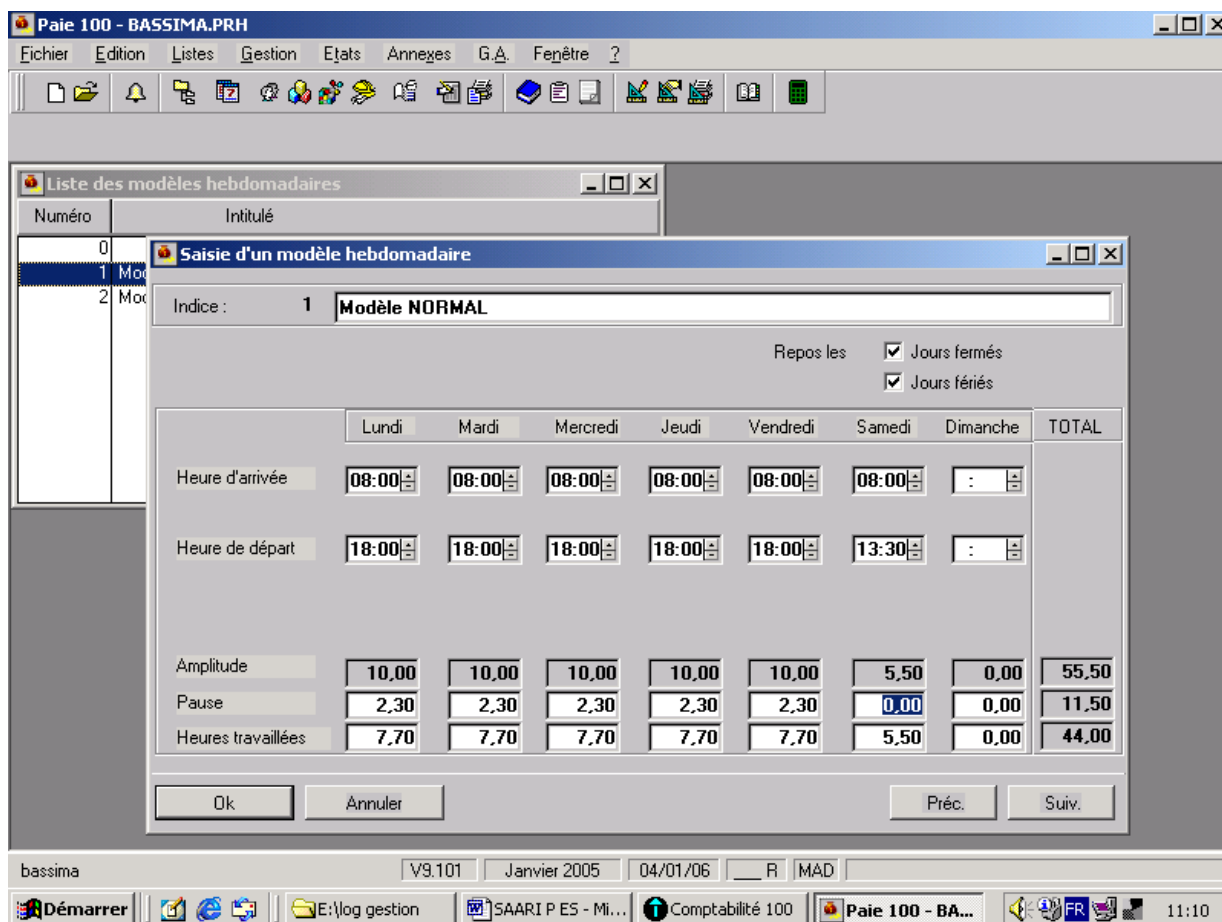 Paie 100 - BASSIMA.PRH
Fichier Edition Listes Gestion Etats Annexes G.A. Fenêtre ?
Liste des modèles hebdomadaires
Numéro Intitulé
0
Saisie d'un modèle hebdomadaire
1 Mod
2 Mod
Indice : 1 Modèle NORMAL
Repos les Jours fermés
Jours fériés
Lundi Mardi Mercredi Jeudi Vendredi Samedi Dimanche TOTAL
Heure d'arrivée 08:00 08:00 08:00 08:00 08:00 08:00 :
Heure de départ 18:00 18:00 18:00 18:00 18:00 13:30 :
Amplitude 10,00 10,00 10,00 10,00 10,00 5,50 0,00 55,50
Pause 2,30 2,30 2,30 2,30 2,30 0,00 0,00 11,50
Heures travaillées 7,70 7,70 7,70 7,70 7,70 5,50 0,00 44,00
Ok Annuler Préc. Suiv.
bassima V9.101 Janvier 2005 04/01/06 ___ R MAD
Démarrer E:\log gestion SAARI P ES - Mi... Comptabilité 100 Paie 100 - BA... FR 11:10